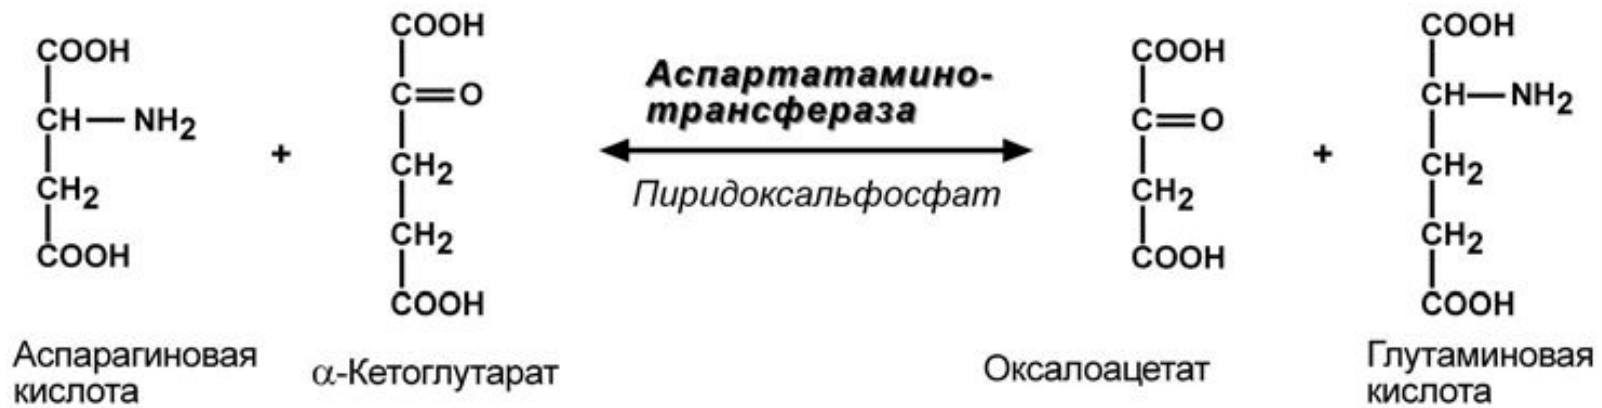 COOH
CH—NH2
CH2
COOH
Аспарагиновая
кислота
+
COOH
C=O
CH2
CH2
COOH
α-Кетоглутарат
Аспартатамино-
трансфераза
Пиридоксальфосфат
COOH
C=O
CH2
COOH
Оксалоацетат
+
COOH
CH—NH2
CH2
CH2
COOH
Глутаминовая
кислота